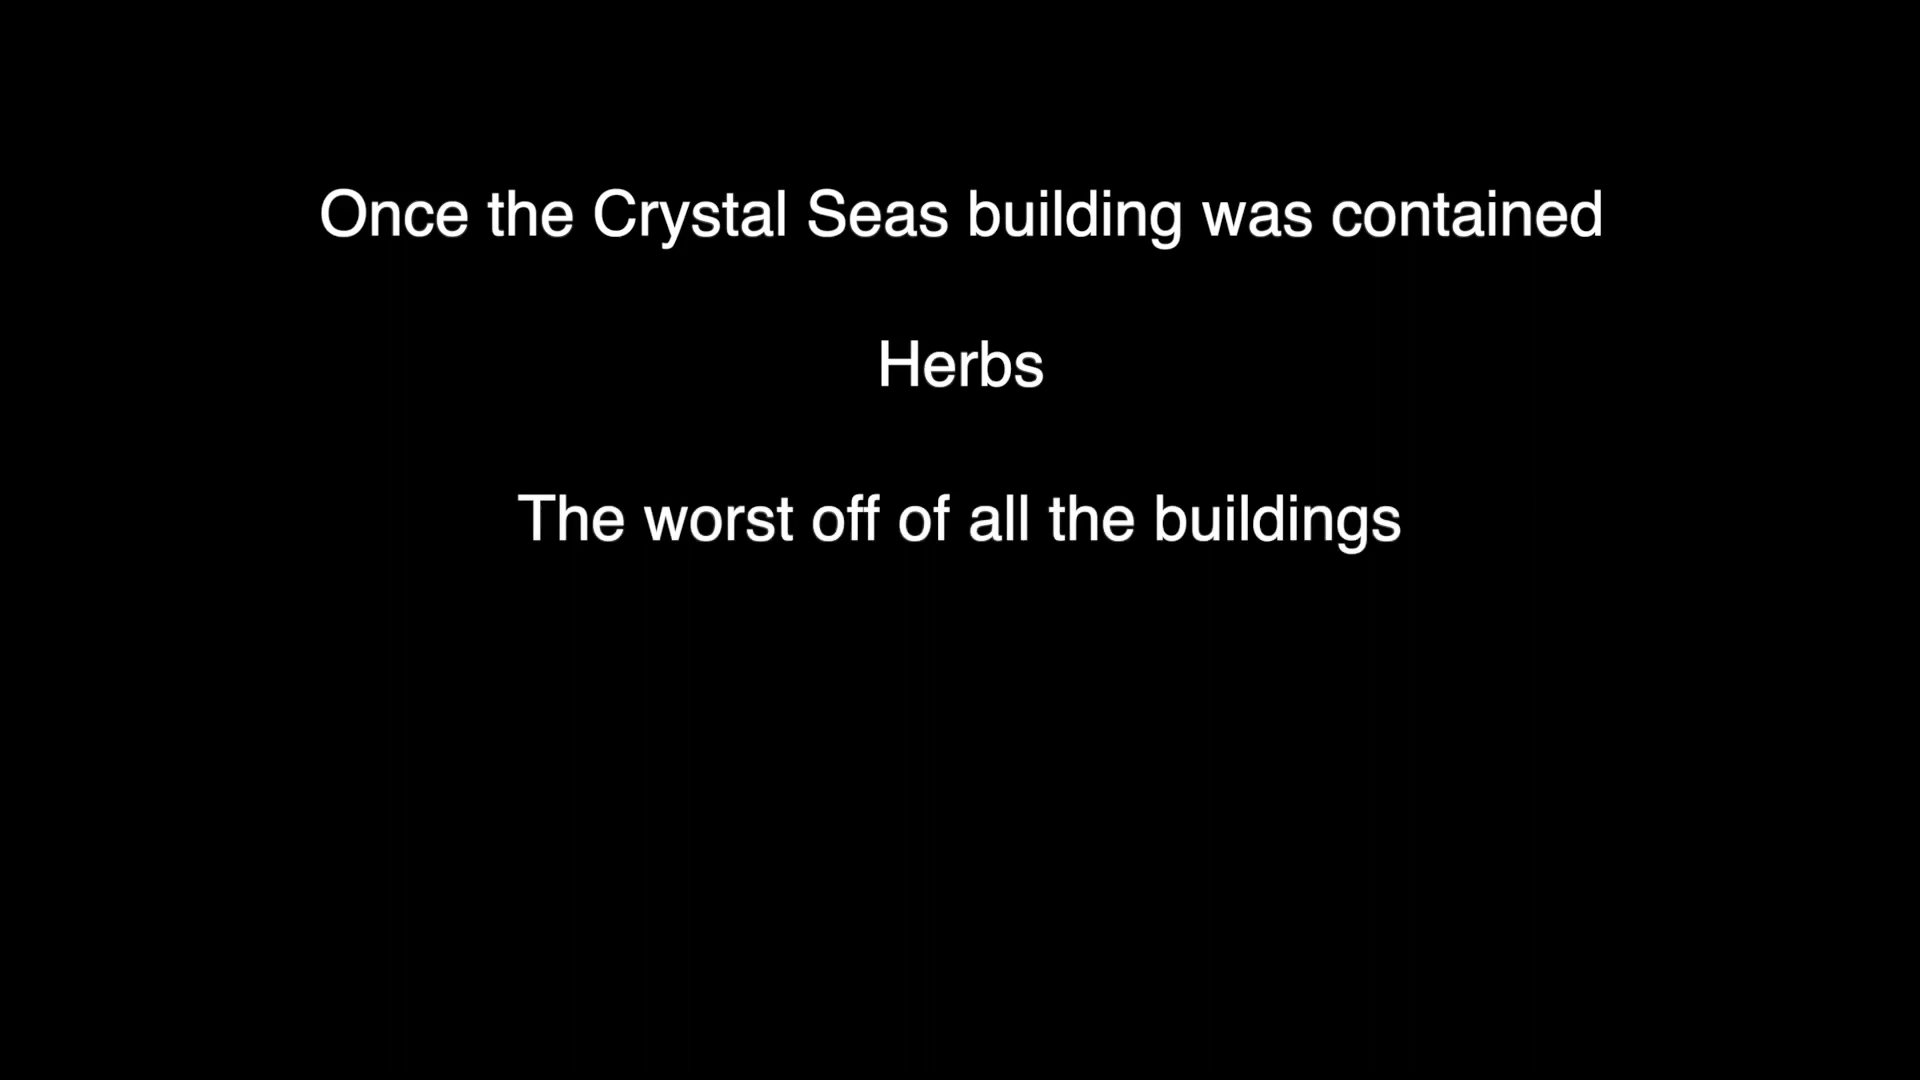 Once the Crystal Seas building was contained
Herbs
The worst off of all the buildings